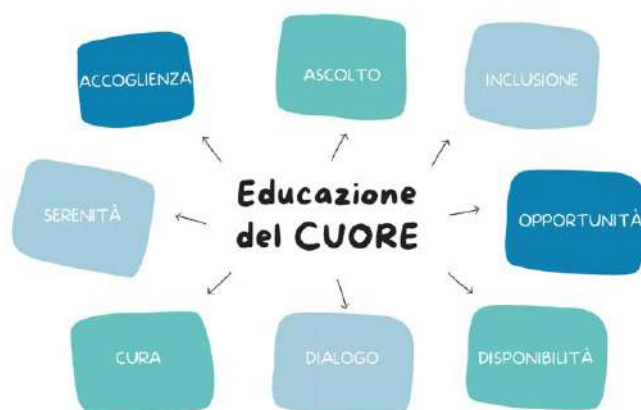 ACCOGLIENZA
ASCOLTO
INCLUSIONE
SERENITÀ
Educazione
del CUORE
OPPORTUNITÀ
CURA
DIALOGO
DISPONIBILITÀ